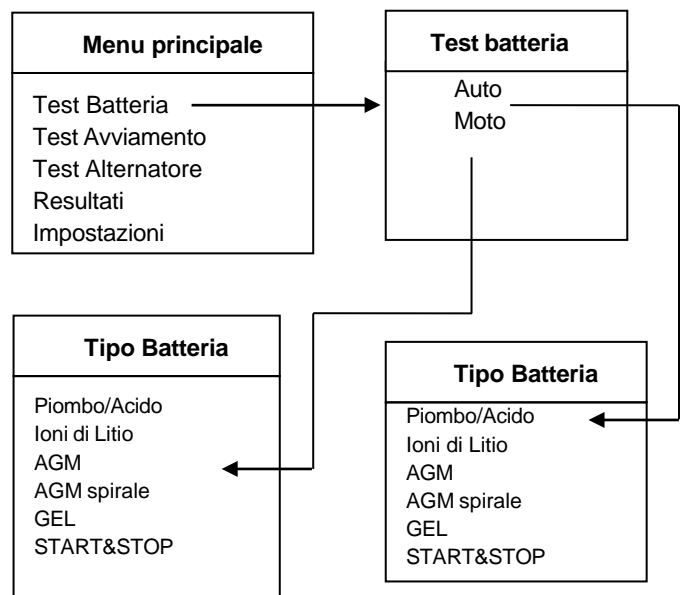 Menu principale
Test Batteria
Test Avviamento
Test Alternatore
Resultati
Impostazioni
Test batteria
Auto
Moto
Tipo Batteria
Piombo/Acido
Ioni di Litio
AGM
AGM spirale
GEL
START&STOP
Tipo Batteria
Piombo/Acido
Ioni di Litio
AGM
AGM spirale
GEL
START&STOP